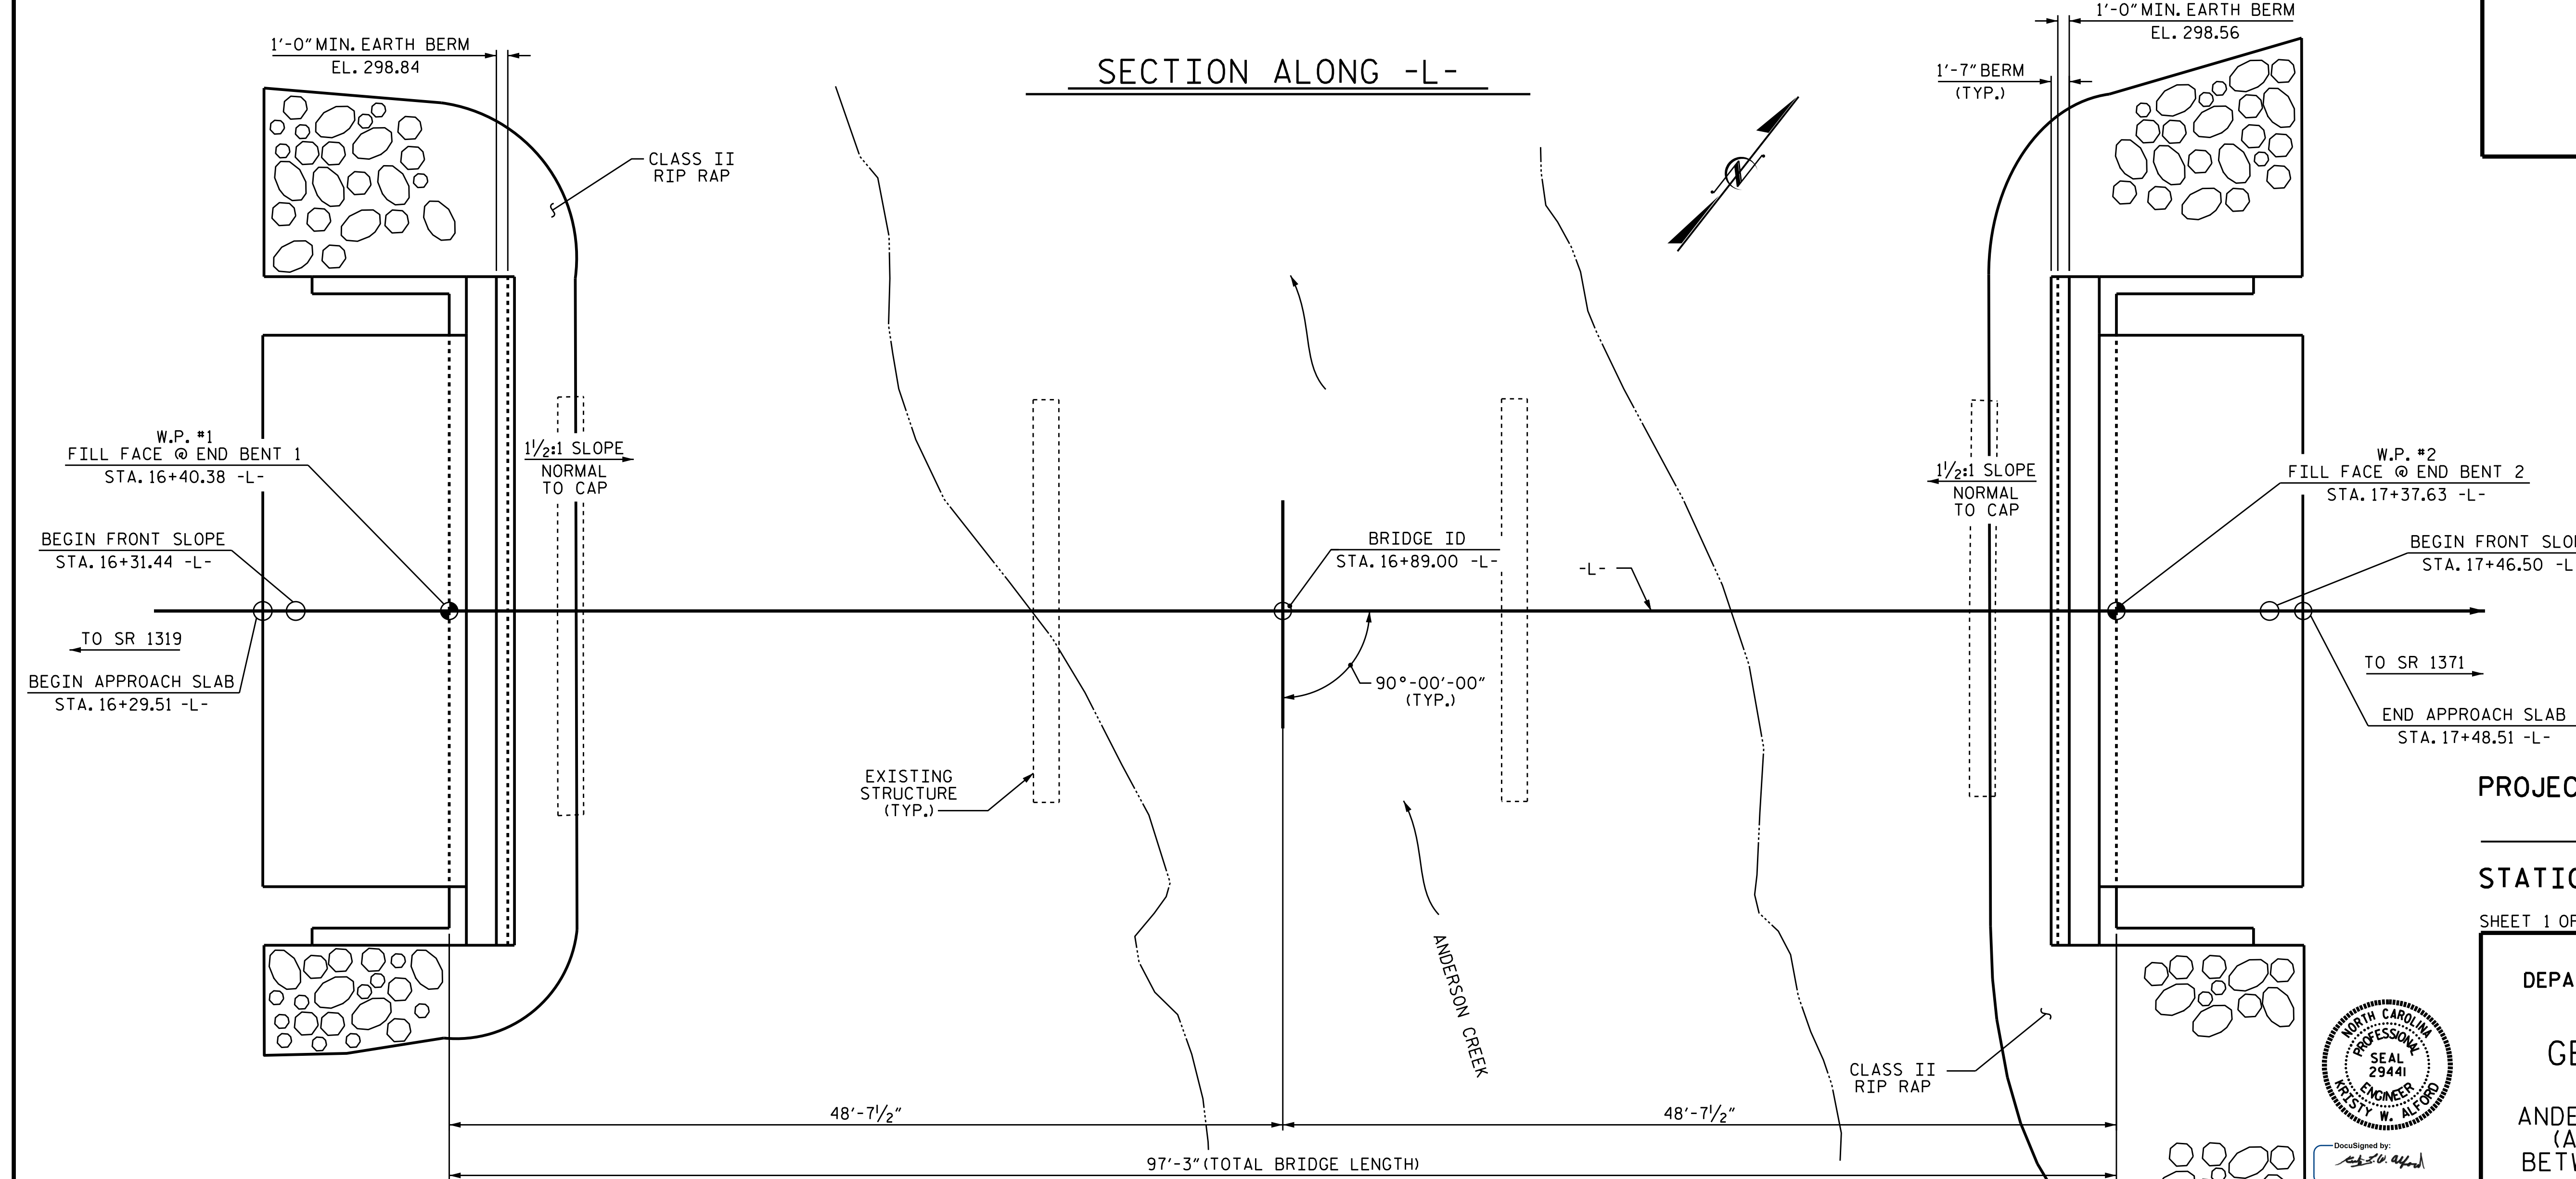 1'-0" MIN. EARTH BERM
EL. 298.84
SECTION ALONG -L-
1'-0" MIN. EARTH BERM
EL. 298.56
1'-7" BERM
(TYP.)
CLASS II
RIP RAP
N
W.P. #1
FILL FACE @ END BENT 1
STA. 16+40.38 -L-
1½:1 SLOPE
NORMAL
TO CAP
1½:1 SLOPE
NORMAL
TO CAP
W.P. #2
FILL FACE @ END BENT 2
STA. 17+37.63 -L-
BEGIN FRONT SLOPE
STA. 16+31.44 -L-
BRIDGE ID
STA. 16+89.00 -L-
-L-
BEGIN FRONT SLO
STA. 17+46.50 -L
TO SR 1319
BEGIN APPROACH SLAB
STA. 16+29.51 -L-
90°-00'-00"
(TYP.)
TO SR 1371
END APPROACH SLAB
STA. 17+48.51 -L-
EXISTING
STRUCTURE
(TYP.)
ANDERSON CREEK
PROJEC
STATIO
SHEET 1 OF
DEPA
GE
ANDE
(A
BETW
CLASS II
RIP RAP
NORTH CAROLINA
PROFESSIONAL
SEAL
29441
ENGINEER
KRISTY W. ALFORD
DocuSigned by:
48'-7½"
48'-7½"
97'-3" (TOTAL BRIDGE LENGTH)